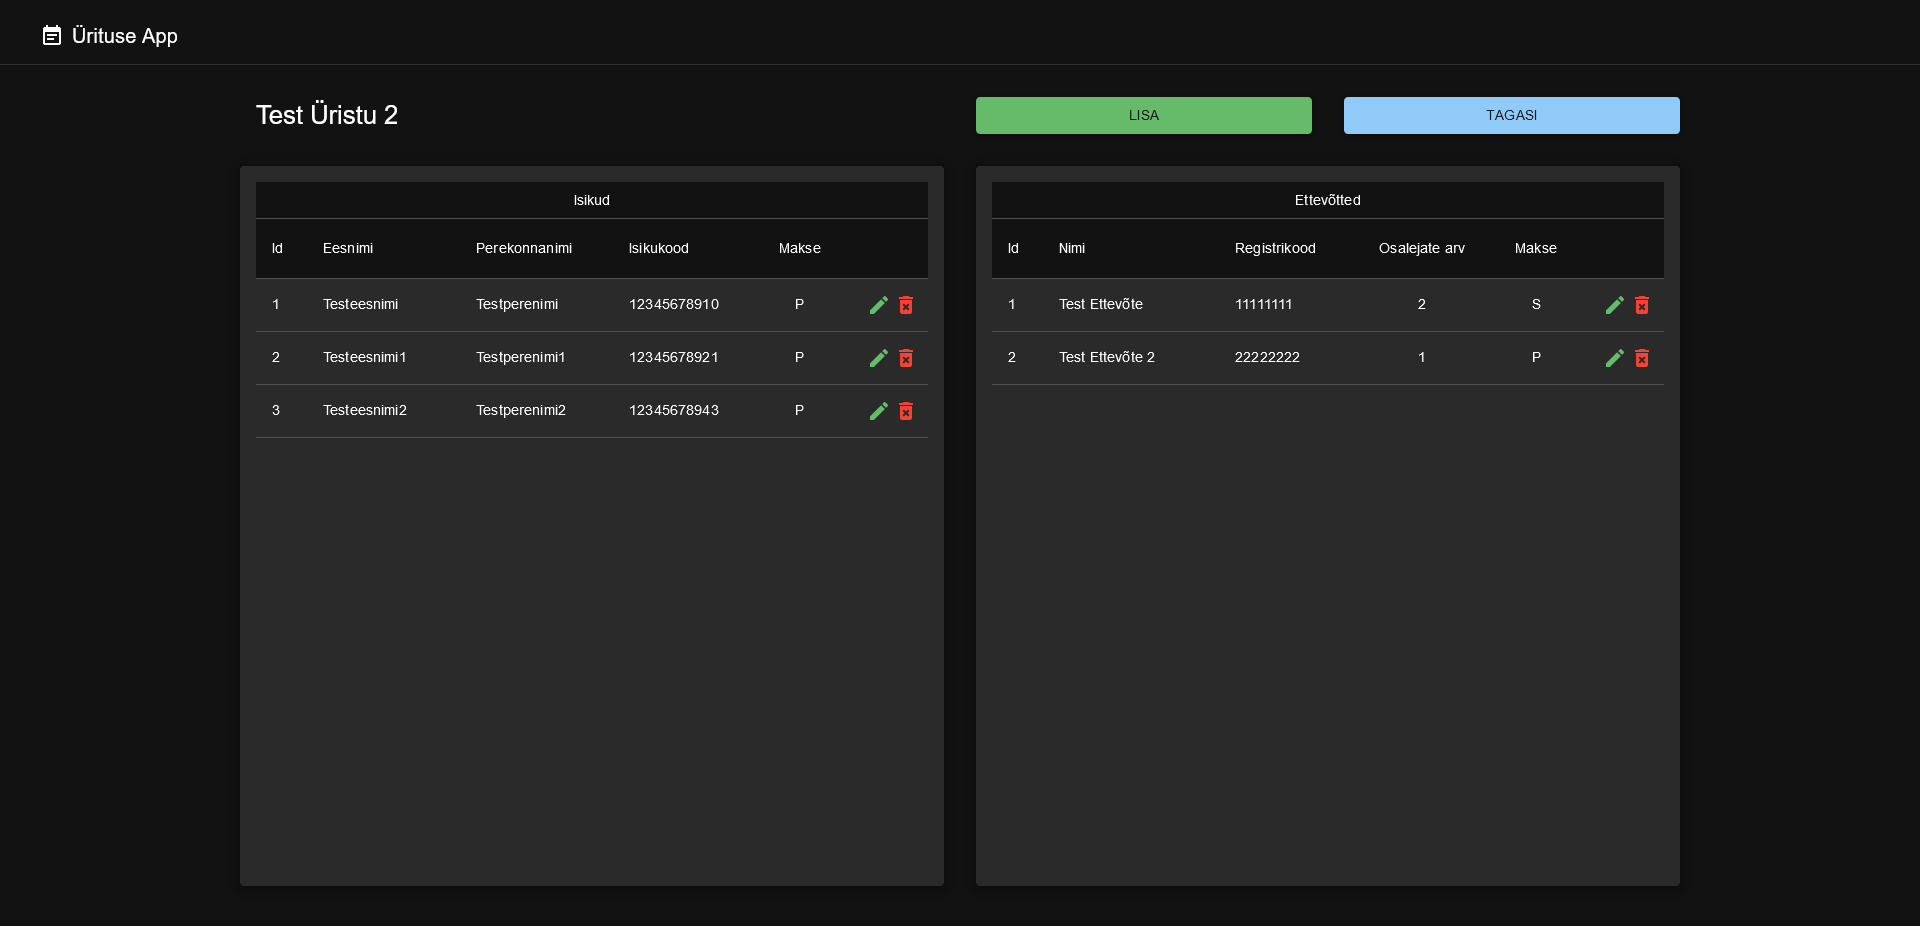 Ürituse App
Test Üristu 2
LISA
TAGASI
Isikud
Id Eesnimi Perekonnanimi Isikukood Makse
1 Testeesnimi Testperenimi 12345678910 P
2 Testeesnimi1 Testperenimi1 12345678921 P
3 Testeesnimi2 Testperenimi2 12345678943 P
Ettevõtted
Id Nimi Registrikood Osalejate arv Makse
1 Test Ettevõte 11111111 2 S
2 Test Ettevõte 2 22222222 1 P